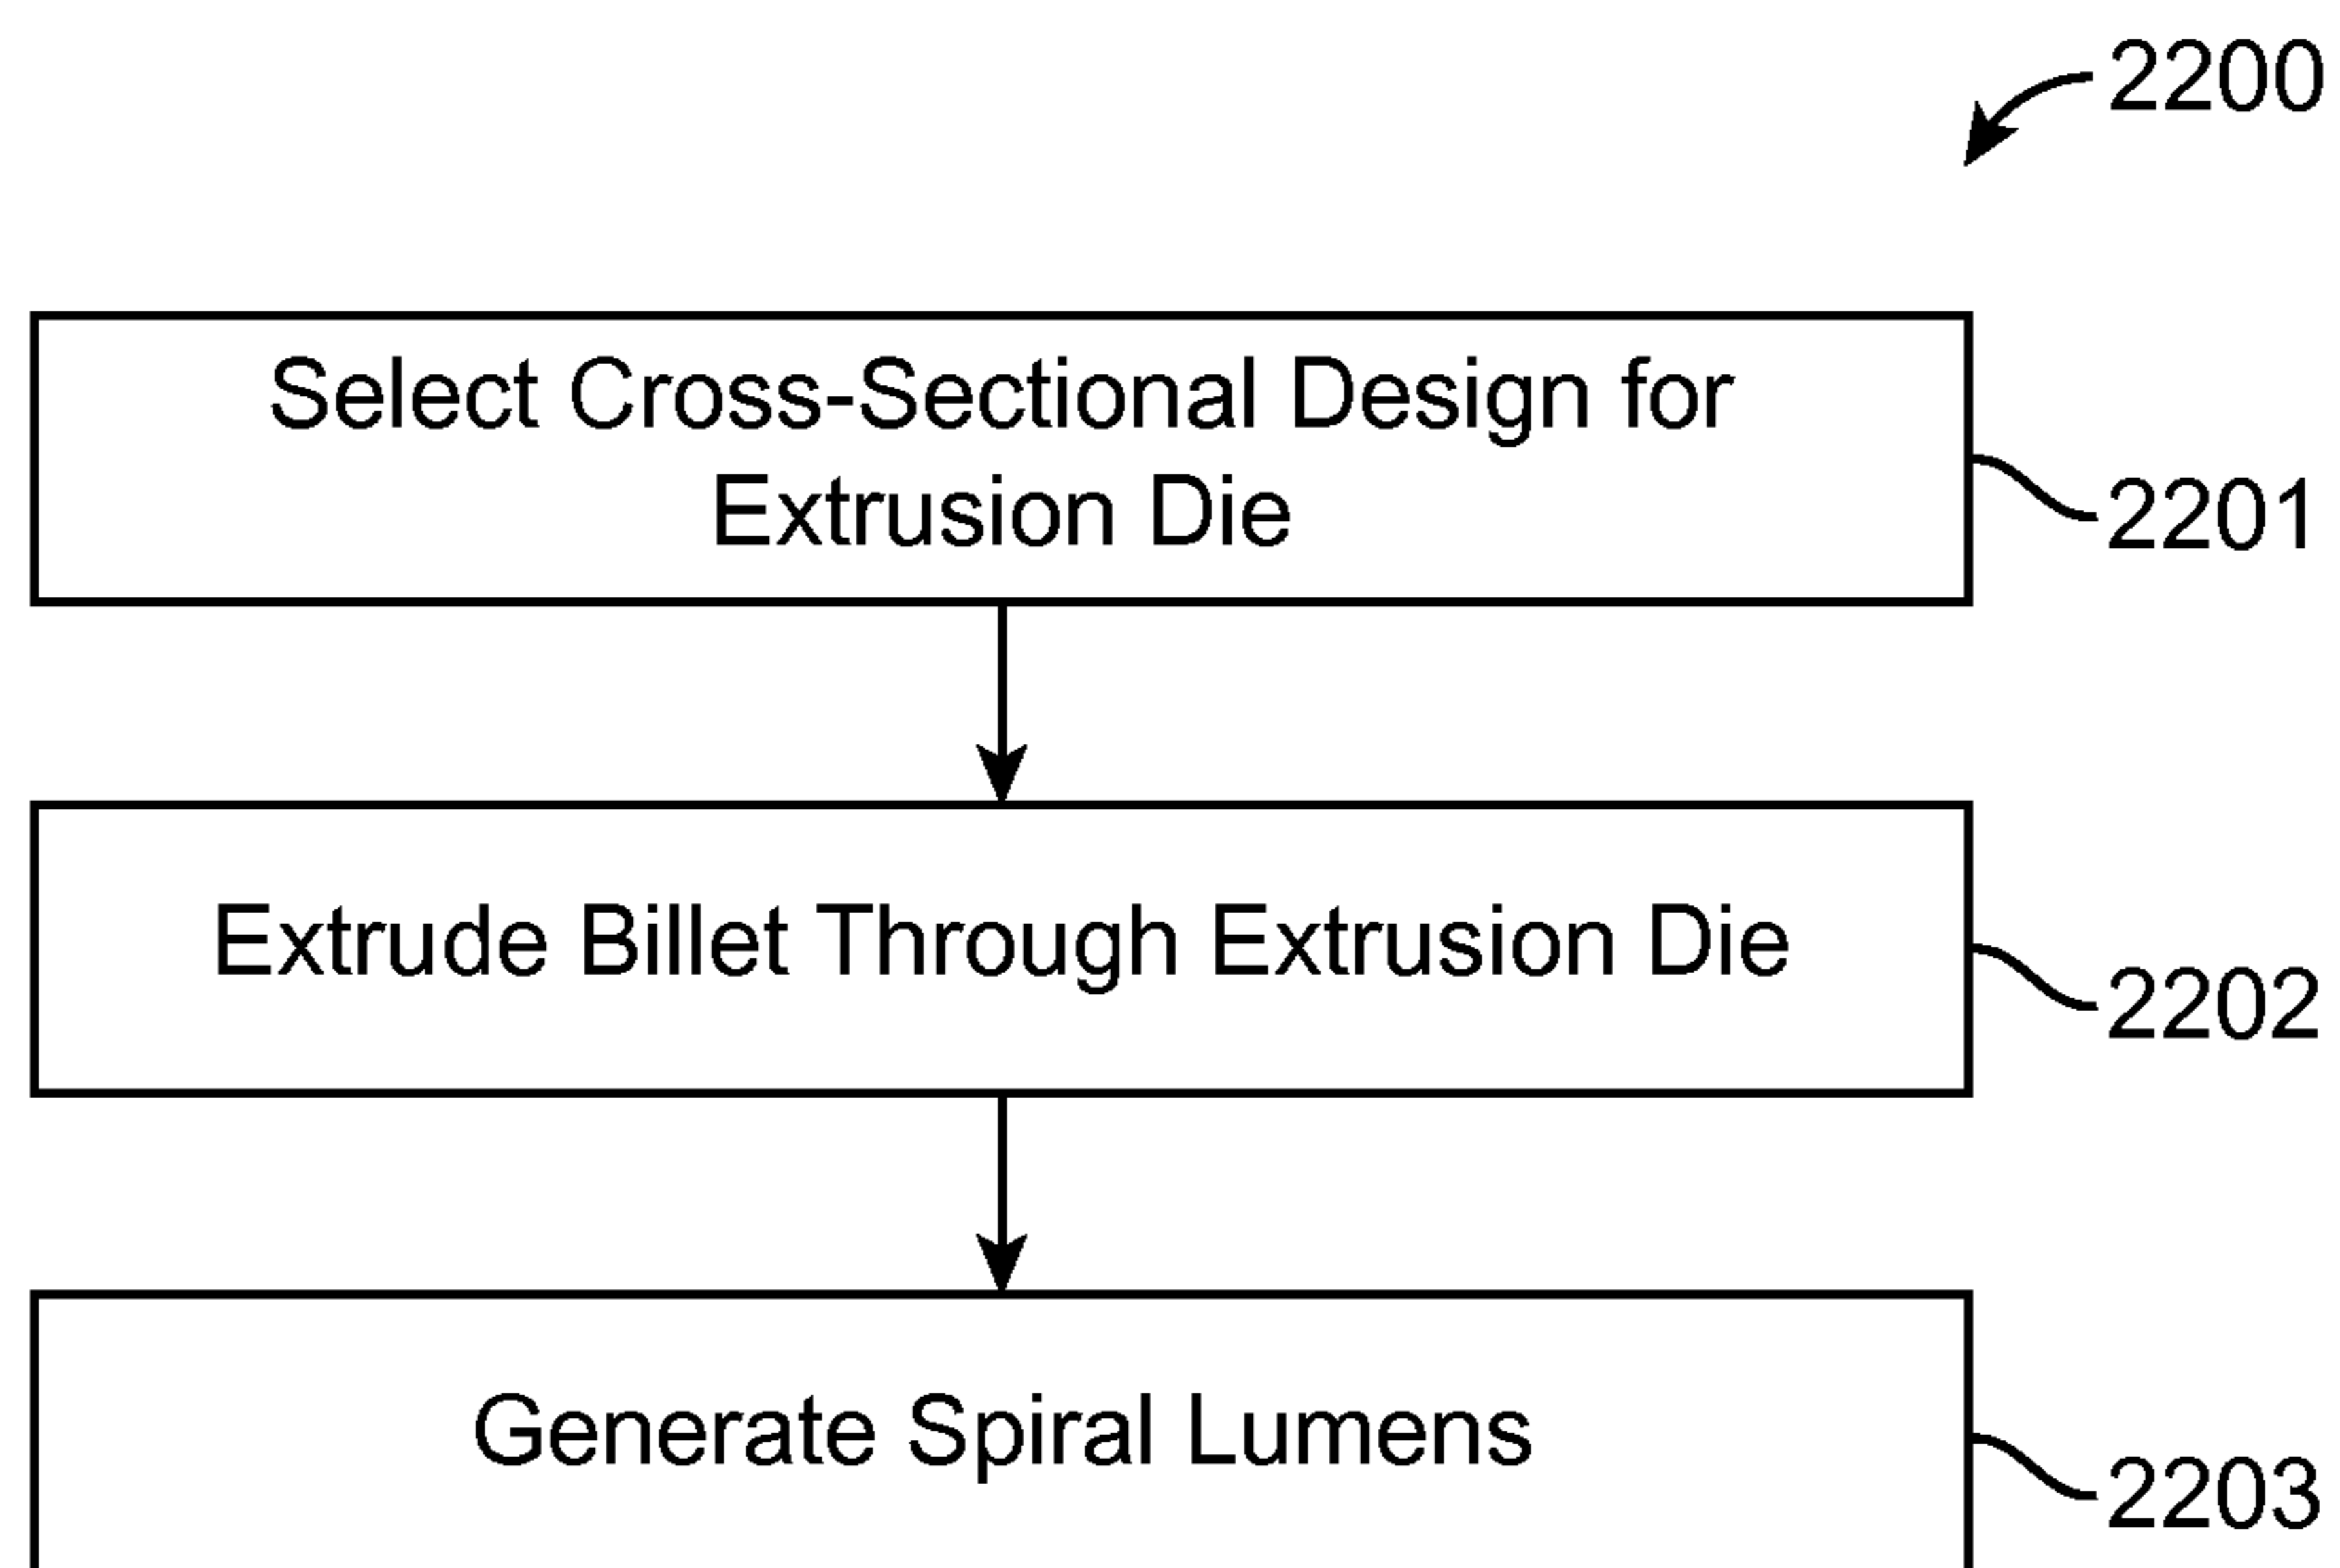 2200
Select Cross-Sectional Design for
Extrusion Die
2201
Extrude Billet Through Extrusion Die
2202
Generate Spiral Lumens
2203